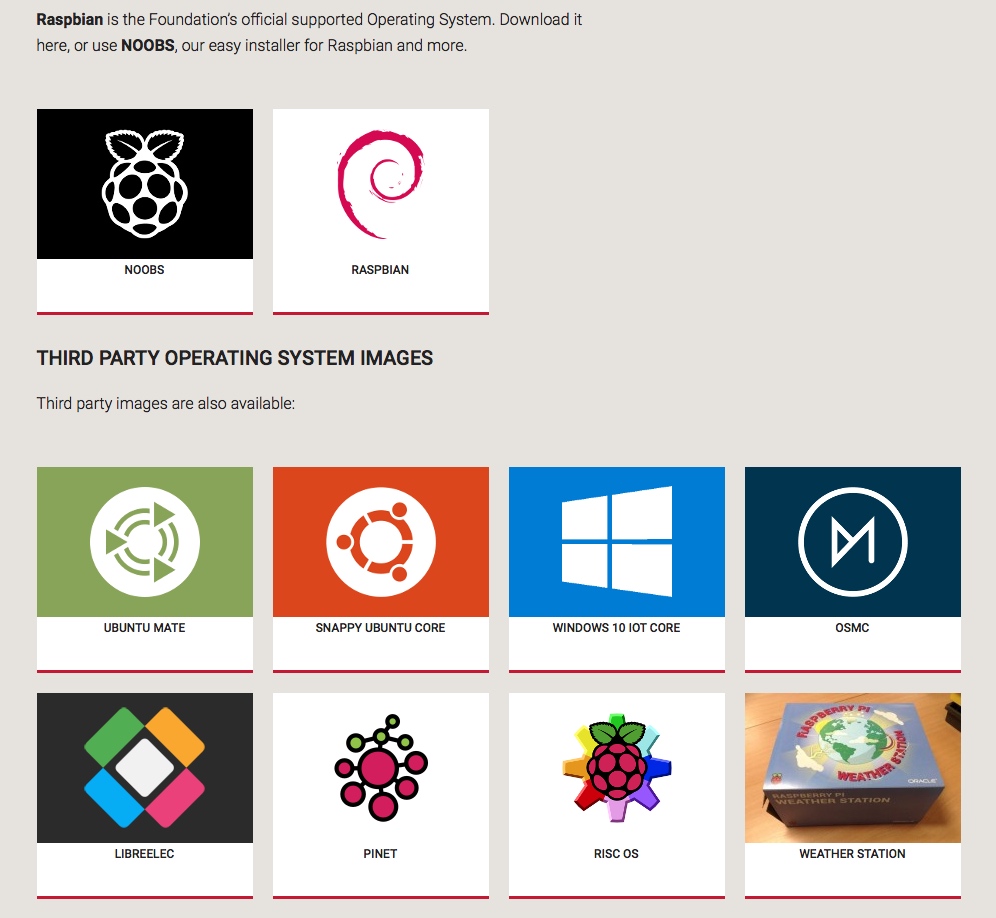 Raspbian is the Foundation's official supported Operating System. Download it
here, or use NOOBS, our easy installer for Raspbian and more.
NOOBS
RASPBIAN
THIRD PARTY OPERATING SYSTEM IMAGES
Third party images are also available:
UBUNTU MATE
SNAPPY UBUNTU CORE
WINDOWS 10 IOT CORE
OSMC
RASPBERRY PI
WEATHER STATION
ORACLE
RASPBERRY PI
WEATHER STATION
LIBREELEC
PINET
RISC OS
WEATHER STATION